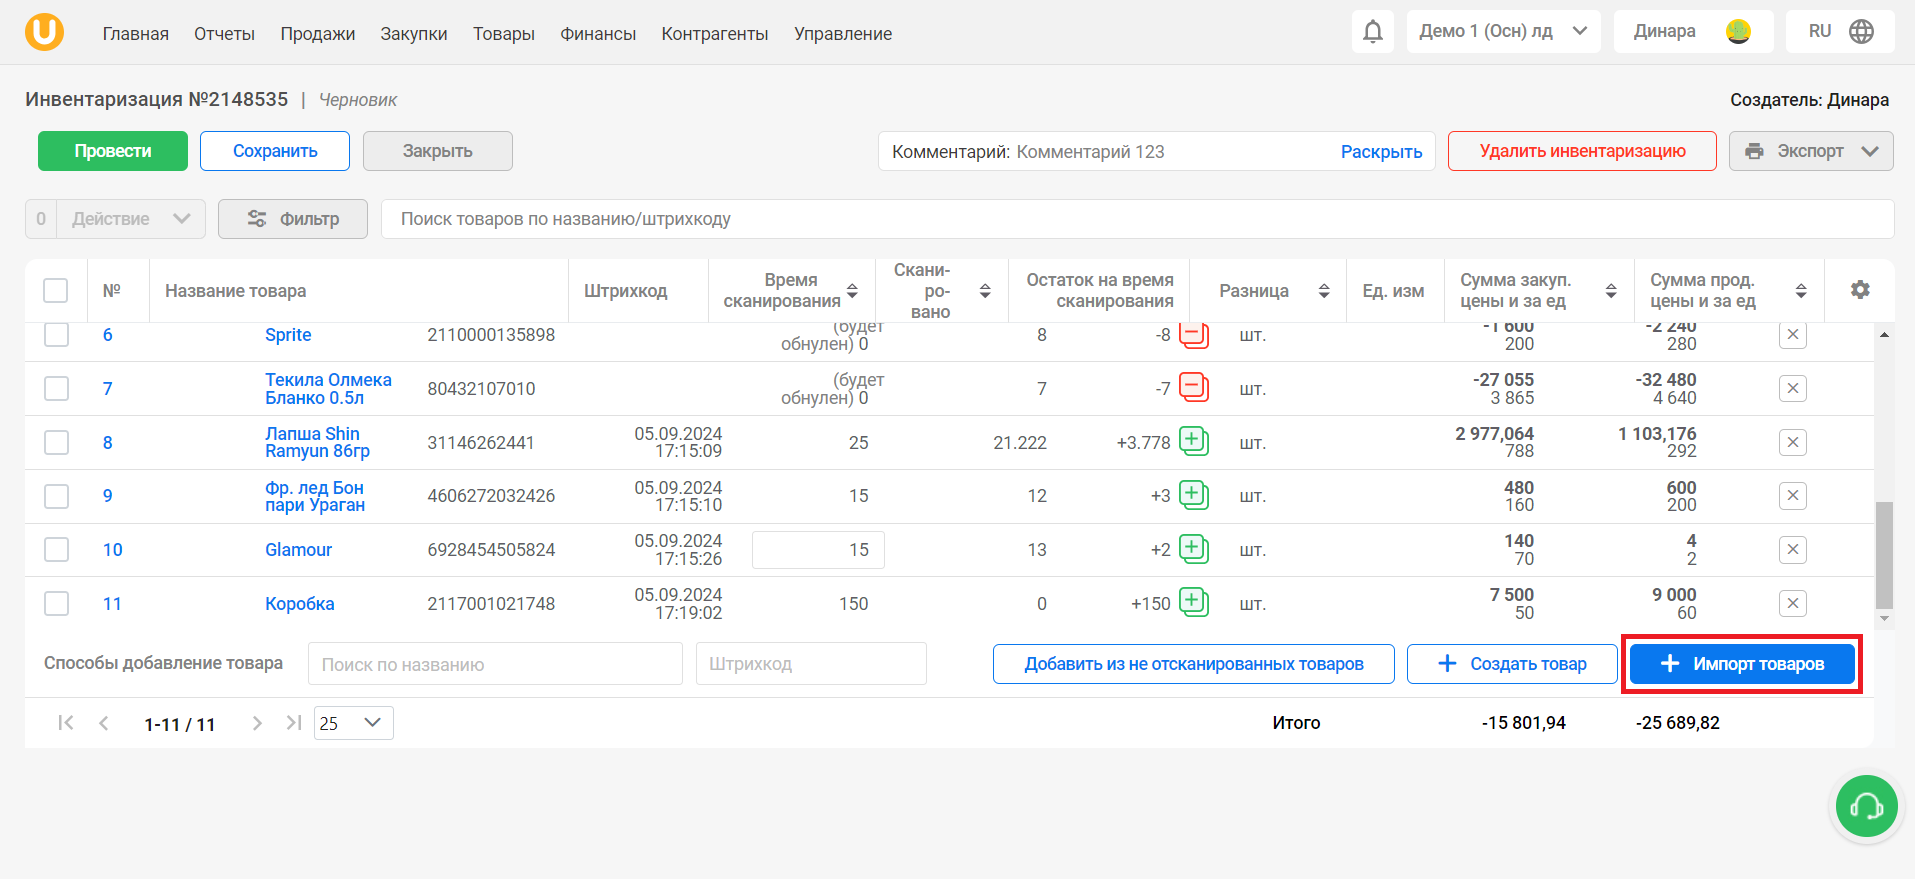 U
Главная Отчеты Продажи Закупки Товары Финансы Контрагенты Управление Демо 1 (Осн) лд Динара RU
Инвентаризация №2148535 | Черновик Создатель: Динара
Провести Сохранить Закрыть Комментарий: Комментарий 123 Раскрыть Удалить инвентаризацию Экспорт
0 Действие Фильтр Поиск товаров по названию/штрихкоду
№ Название товара Штрихкод
Время
сканирования
Скани-
ро-
вано
Остаток на время
сканирования
Разница Ед. изм
Сумма закуп.
цены и за ед
Сумма прод.
цены и за ед
6 Sprite 2110000135898
(будет
обнулен) 0
8 -8 шт.
-1 600
200
-2 240
280
7
Текила Олмека
Бланко 0.5л
80432107010
(будет
обнулен) 0
7 -7 шт.
-27 055
3 865
-32 480
4 640
8
Лапша Shin
Ramyun 86гр
31146262441
05.09.2024
17:15:09
25 21.222 +3.778 шт.
2 977,064
788
1 103,176
292
9
Фр. лед Бон
пари Ураган
4606272032426
05.09.2024
17:15:10
15 12 +3 шт.
480
160
600
200
10 Glamour 6928454505824
05.09.2024
17:15:26
15 13 +2 шт.
140
70
4
2
11 Коробка 2117001021748
05.09.2024
17:19:02
150 0 +150 шт.
7 500
50
9 000
60
Способы добавление товара Поиск по названию Штрихкод Добавить из не отсканированных товаров + Создать товар + Импорт товаров
1-11 / 11 25 Итого -15 801,94 -25 689,82